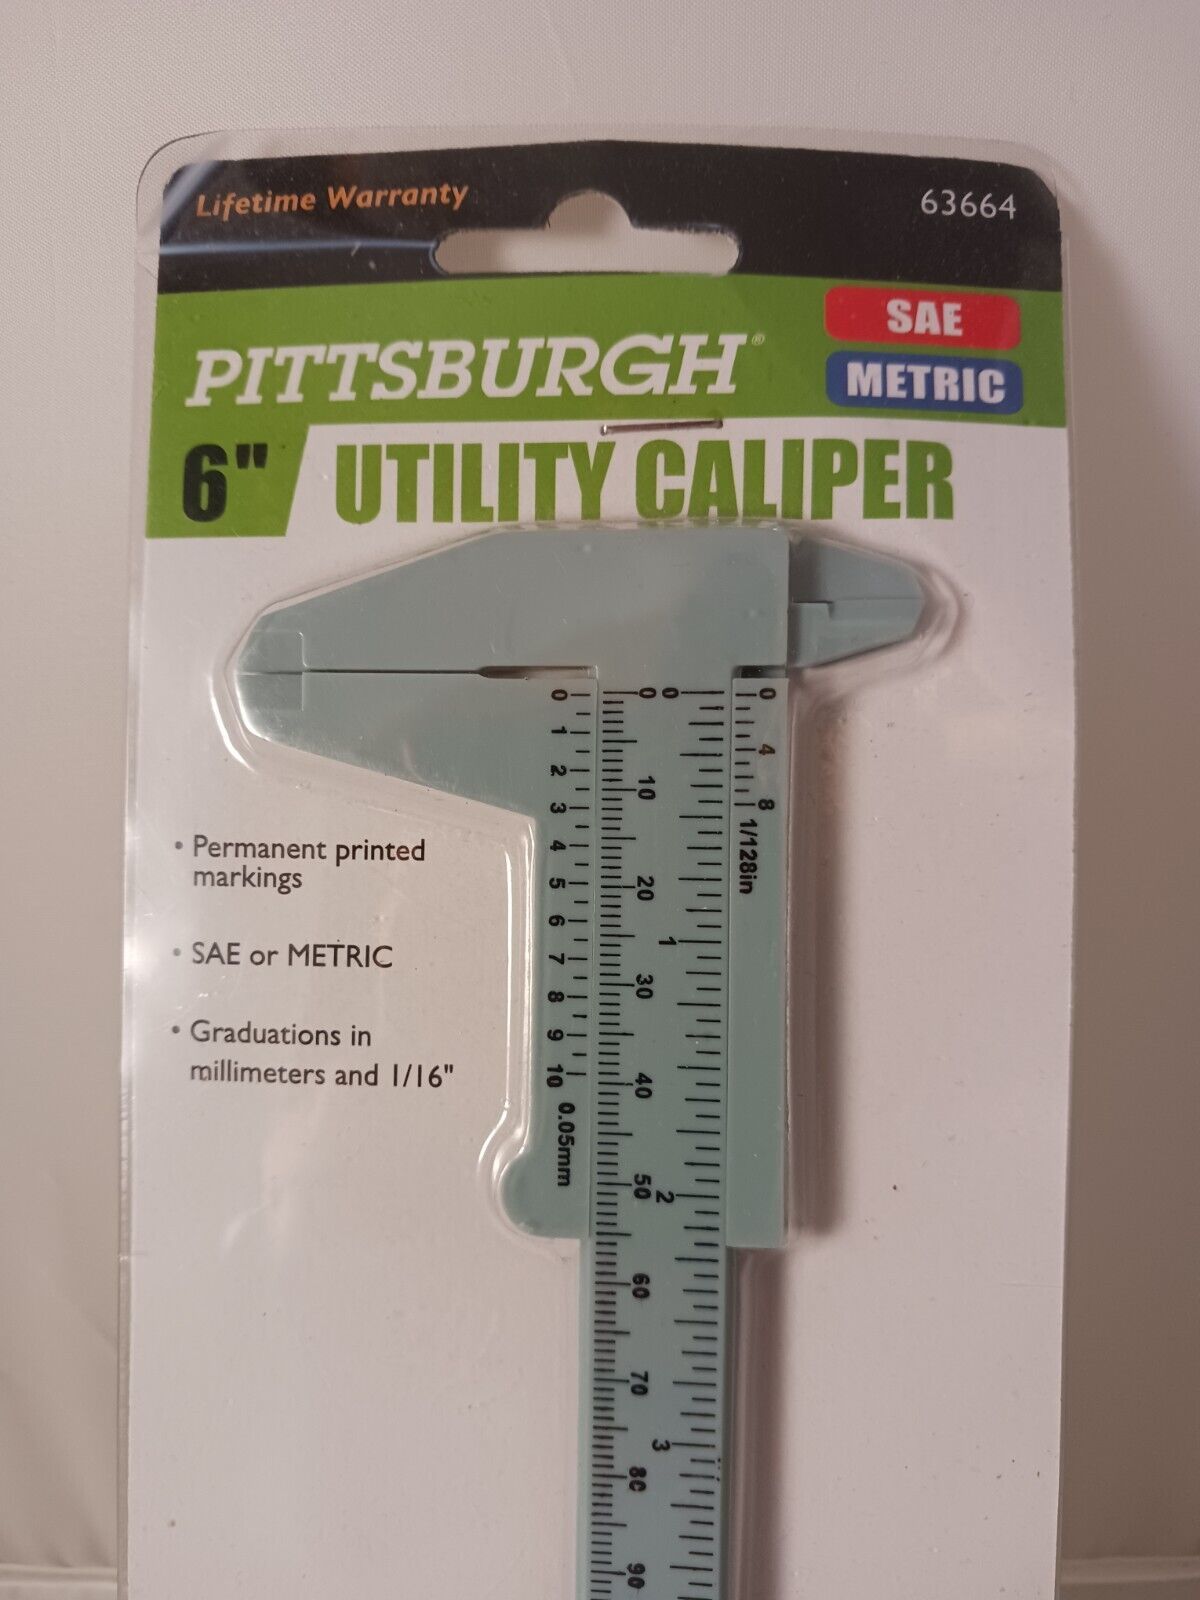 Lifetime Warranty
63664
PITTSBURGH®
SAE
METRIC
6" UTILITY CALIPER
• Permanent printed
markings
• SAE or METRIC
• Graduations in
millimeters and 1/16"
0
1
2
3
4
5
6
7
8
9
10
0.05mm
0
10
20
30
40
50
60
70
80
90
0
1
2
3
0
4
8
1/128in